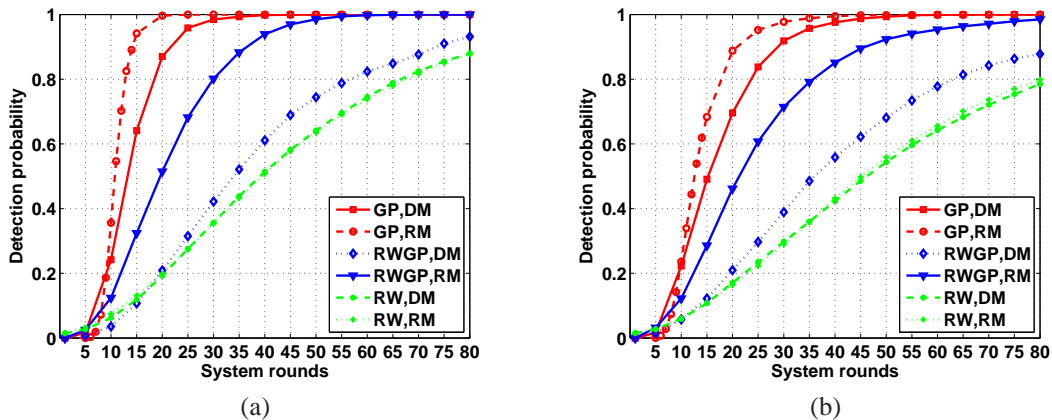 1
0.8
0.6
0.4
0.2
0
Detection probability
5 10 15 20 25 30 35 40 45 50 55 60 65 70 75 80
System rounds
GP,DM
GP,RM
RWGP,DM
RWGP,RM
RW,DM
RW,RM
(a)
1
0.8
0.6
0.4
0.2
0
Detection probability
5 10 15 20 25 30 35 40 45 50 55 60 65 70 75 80
System rounds
GP,DM
GP,RM
RWGP,DM
RWGP,RM
RW,DM
RW,RM
(b)